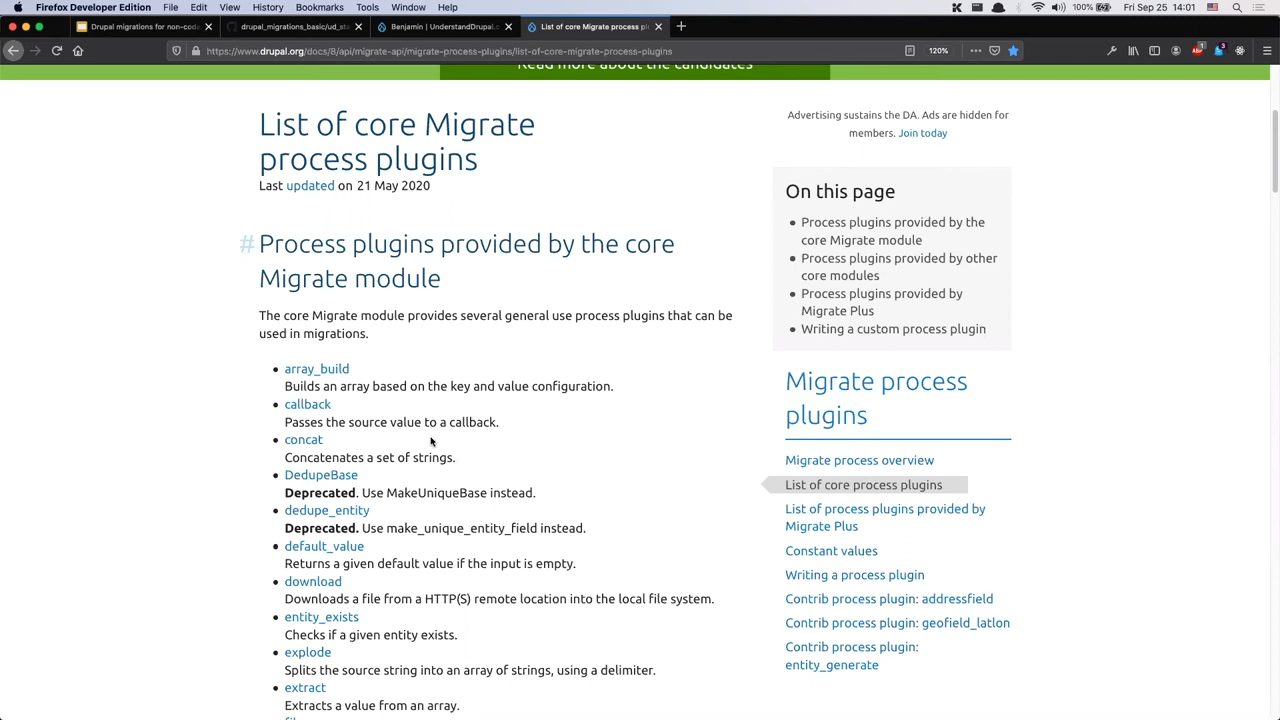 Firefox Developer Edition File Edit View History Bookmarks Tools Window Help 100% Fri Sep 25 14:01
Drupal migrations for non-code drupal_migrations_basic/ud_sta Benjamin | UnderstandDrupal.c List of core Migrate process pl
https://www.drupal.org/docs/8/api/migrate-api/migrate-process-plugins/list-of-core-migrate-process-plugins 120%
Read more about the candidates
List of core Migrate
process plugins
Last updated on 21 May 2020
# Process plugins provided by the core
Migrate module
The core Migrate module provides several general use process plugins that can be
used in migrations.
• array_build
Builds an array based on the key and value configuration.
• callback
Passes the source value to a callback.
• concat
Concatenates a set of strings.
• DedupeBase
Deprecated. Use MakeUniqueBase instead.
• dedupe_entity
Deprecated. Use make_unique_entity_field instead.
• default_value
Returns a given default value if the input is empty.
• download
Downloads a file from a HTTP(S) remote location into the local file system.
• entity_exists
Checks if a given entity exists.
• explode
Splits the source string into an array of strings, using a delimiter.
• extract
Extracts a value from an array.
Advertising sustains the DA. Ads are hidden for
members. Join today
On this page
• Process plugins provided by the
core Migrate module
• Process plugins provided by other
core modules
• Process plugins provided by
Migrate Plus
• Writing a custom process plugin
Migrate process
plugins
Migrate process overview
List of core process plugins
List of process plugins provided by
Migrate Plus
Constant values
Writing a process plugin
Contrib process plugin: addressfield
Contrib process plugin: geofield_latlon
Contrib process plugin:
entity_generate